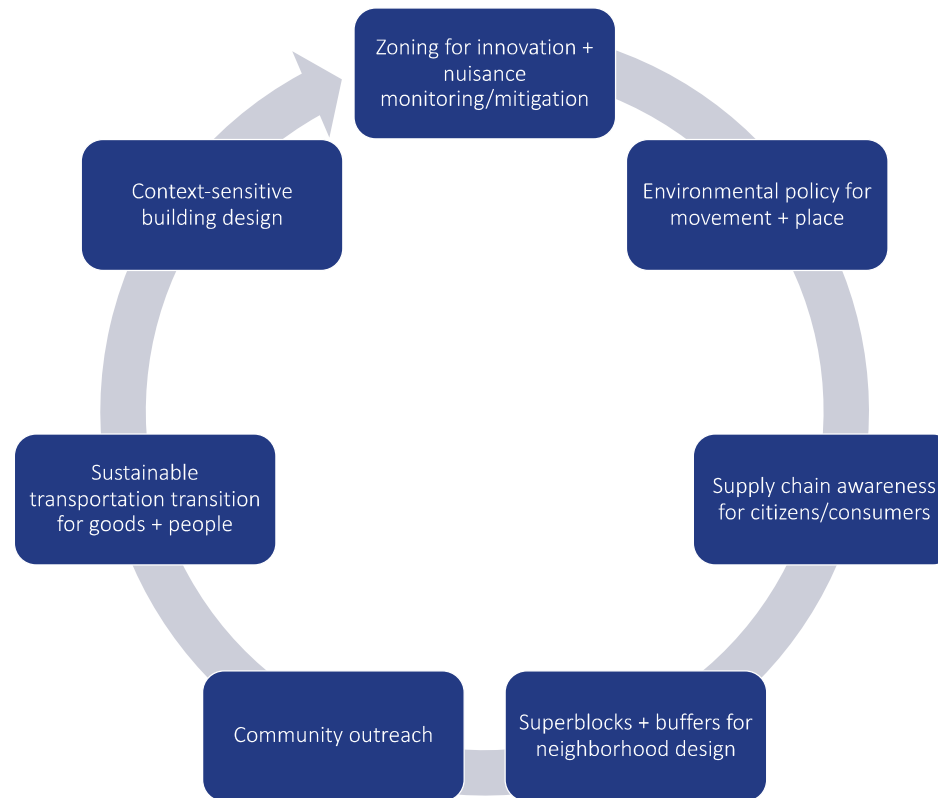 Zoning for innovation +
nuisance
monitoring/mitigation
Environmental policy for
movement + place
Supply chain awareness
for citizens/consumers
Superblocks + buffers for
neighborhood design
Community outreach
Sustainable
transportation transition
for goods + people
Context-sensitive
building design